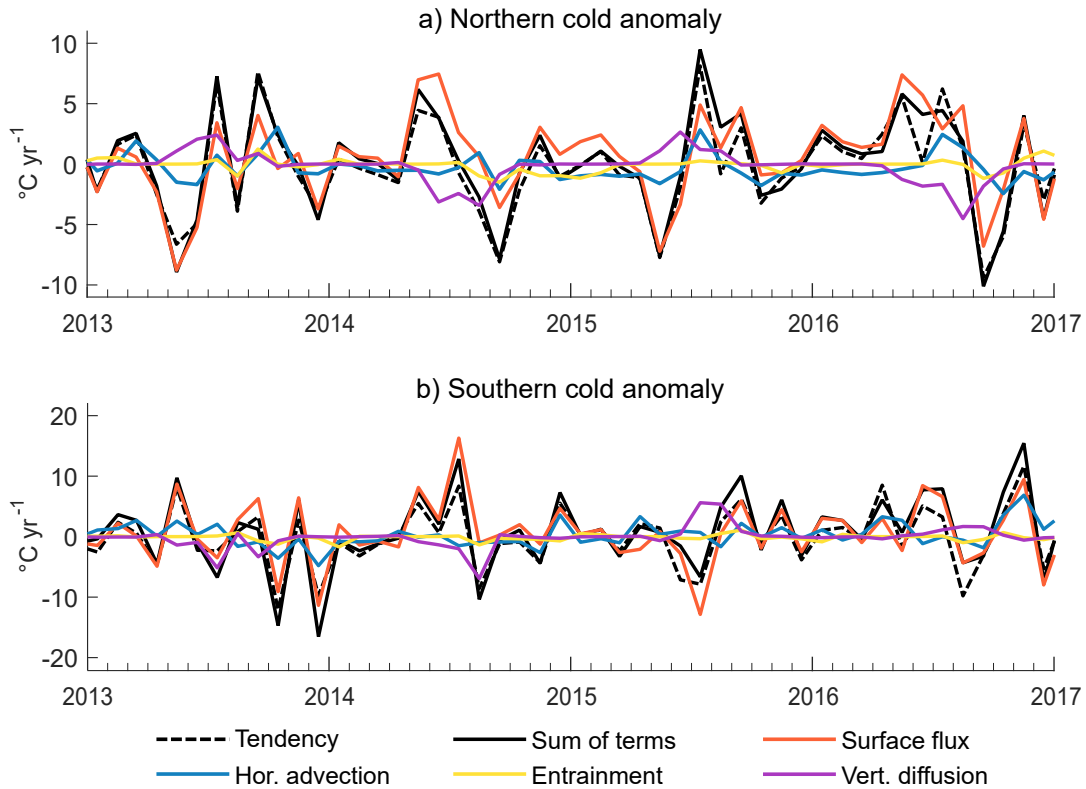 a) Northern cold anomaly
10
5
0
-5
-10
°C yr⁻¹
2013 2014 2015 2016 2017
b) Southern cold anomaly
20
10
0
-10
-20
°C yr⁻¹
2013 2014 2015 2016 2017
Tendency Sum of terms Surface flux
Hor. advection Entrainment Vert. diffusion